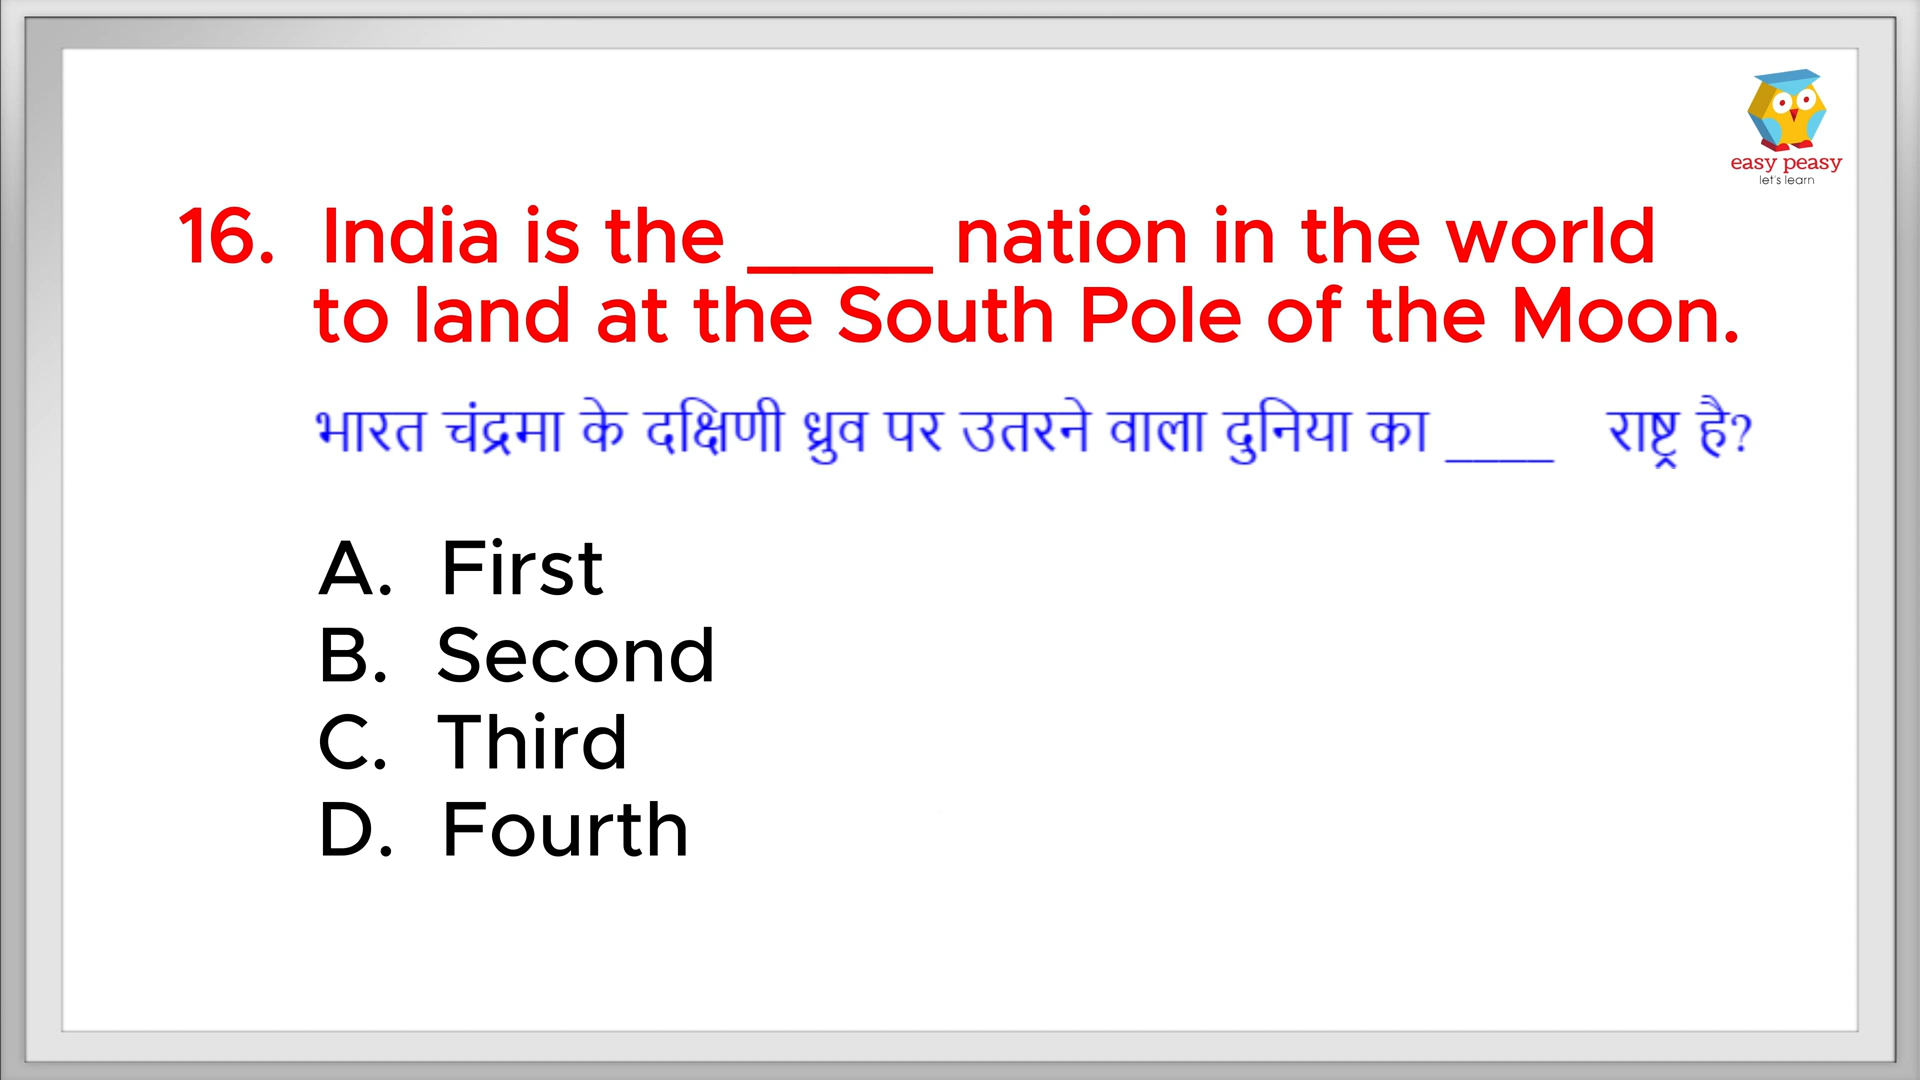 easy peasy
let's learn
16. India is the _____ nation in the world
to land at the South Pole of the Moon.
भारत चंद्रमा के दक्षिणी ध्रुव पर उतरने वाला दुनिया का ____ राष्ट्र है?
A. First
B. Second
C. Third
D. Fourth